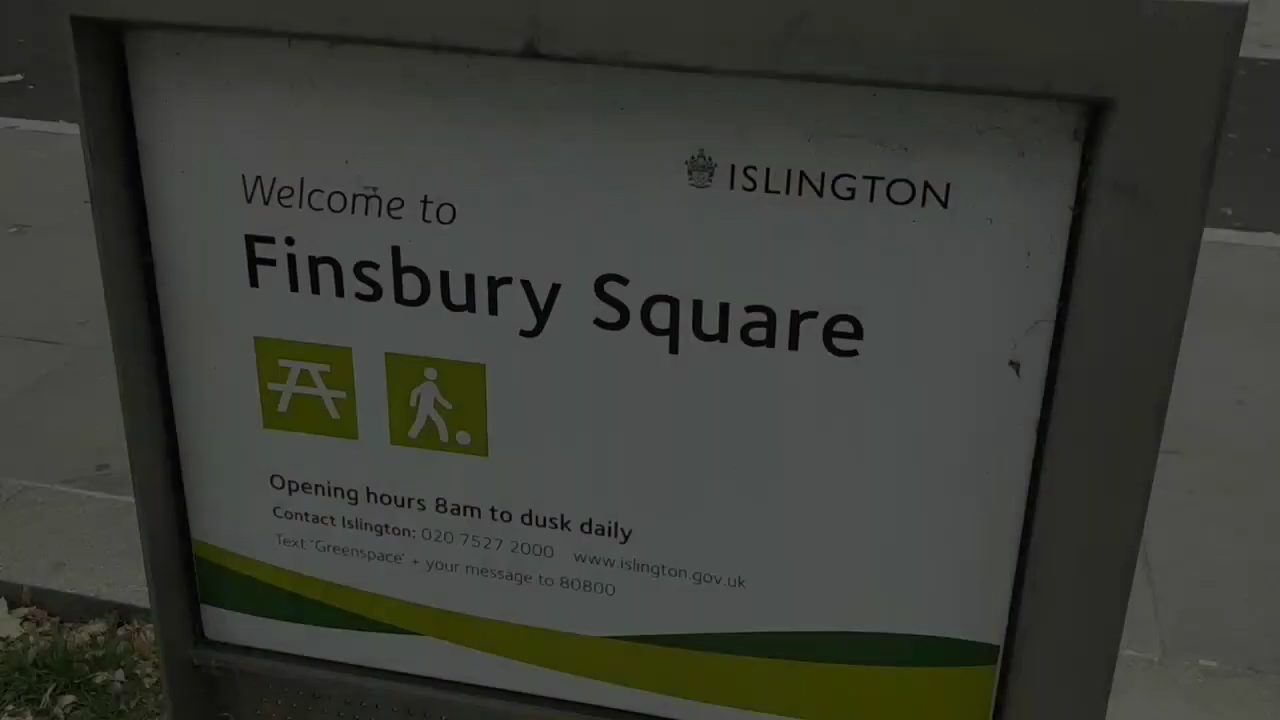 ISLINGTON
Welcome to
Finsbury Square
Opening hours 8am to dusk daily
Contact Islington: 020 7527 2000 www.islington.gov.uk
Text 'Greenspace' + your message to 80800